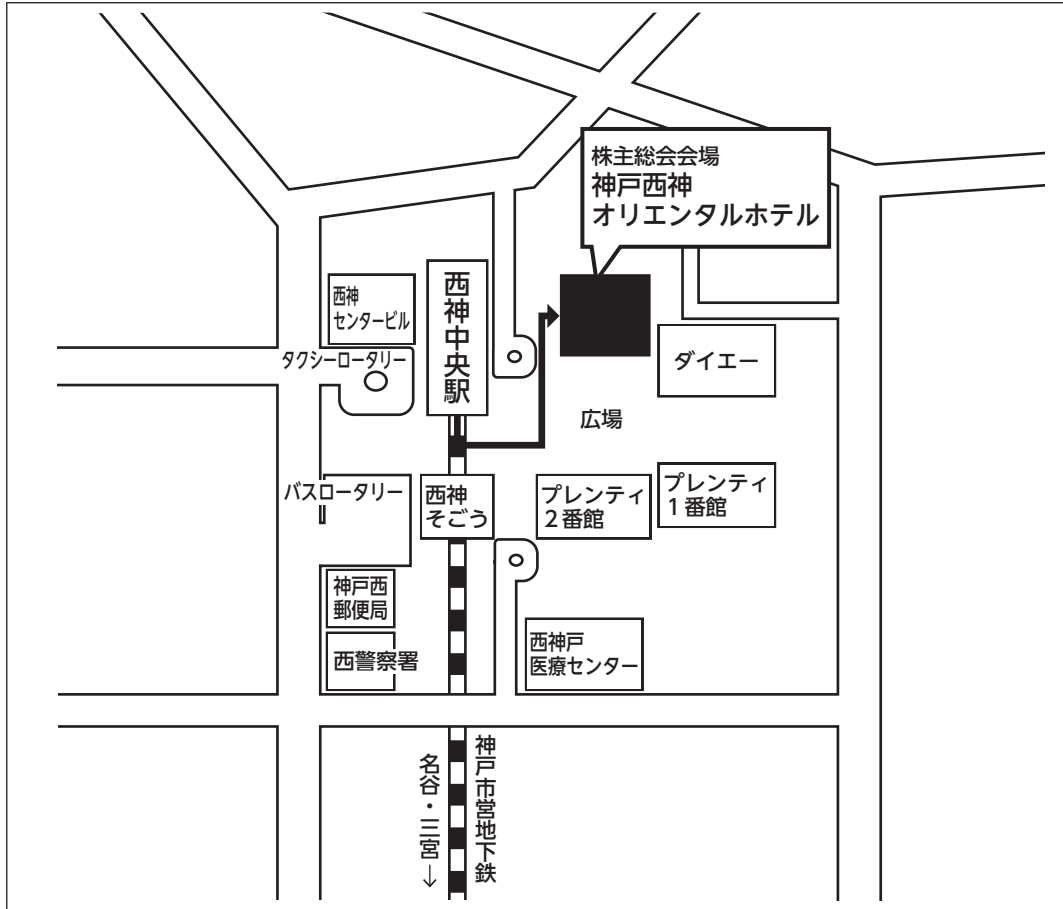 株主総会会場
神戸西神
オリエンタルホテル
西神
センタービル
西神中央駅
タクシーロータリー
ダイエー
広場
バスロータリー
西神
そごう
プレンティ
2番館
プレンティ
1番館
神戸西
郵便局
西警察署
西神戸
医療センター
名谷・三宮→
神戸市営地下鉄